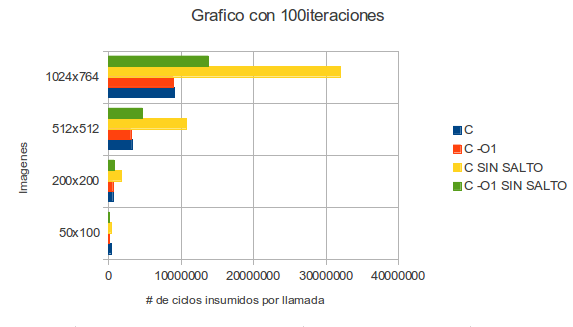 Grafico con 100iteraciones
1024x764
512x512
200x200
50x100
Imagenes
0 10000000 20000000 30000000 40000000
# de ciclos insumidos por llamada
C
C -O1
C SIN SALTO
C -O1 SIN SALTO